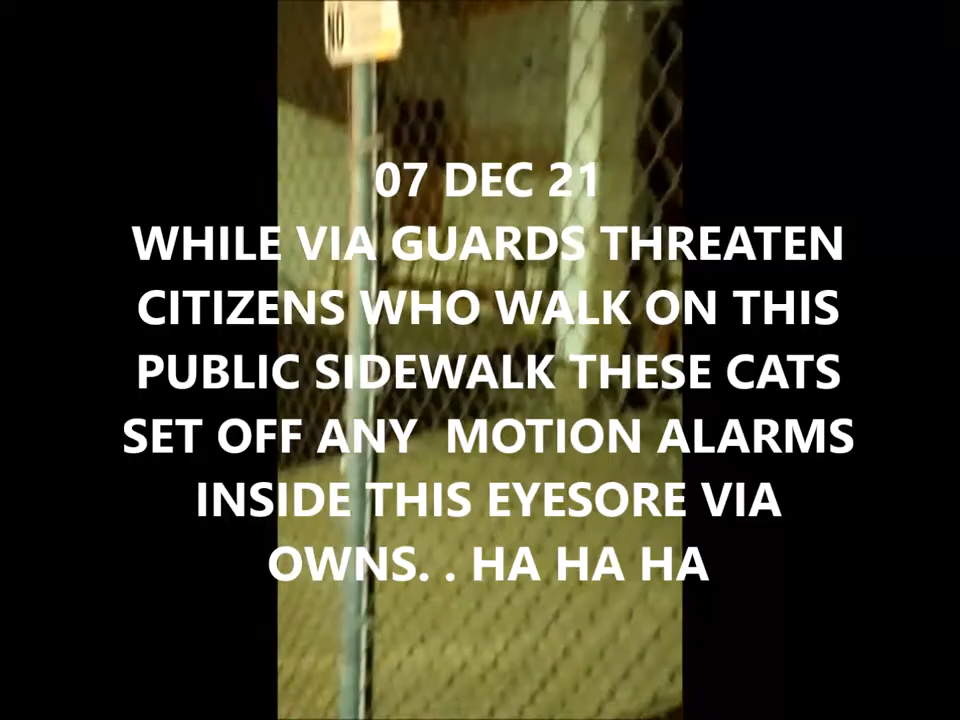 NO
07 DEC 21
WHILE VIA GUARDS THREATEN
CITIZENS WHO WALK ON THIS
PUBLIC SIDEWALK THESE CATS
SET OFF ANY  MOTION ALARMS
INSIDE THIS EYESORE VIA
OWNS. . HA HA HA